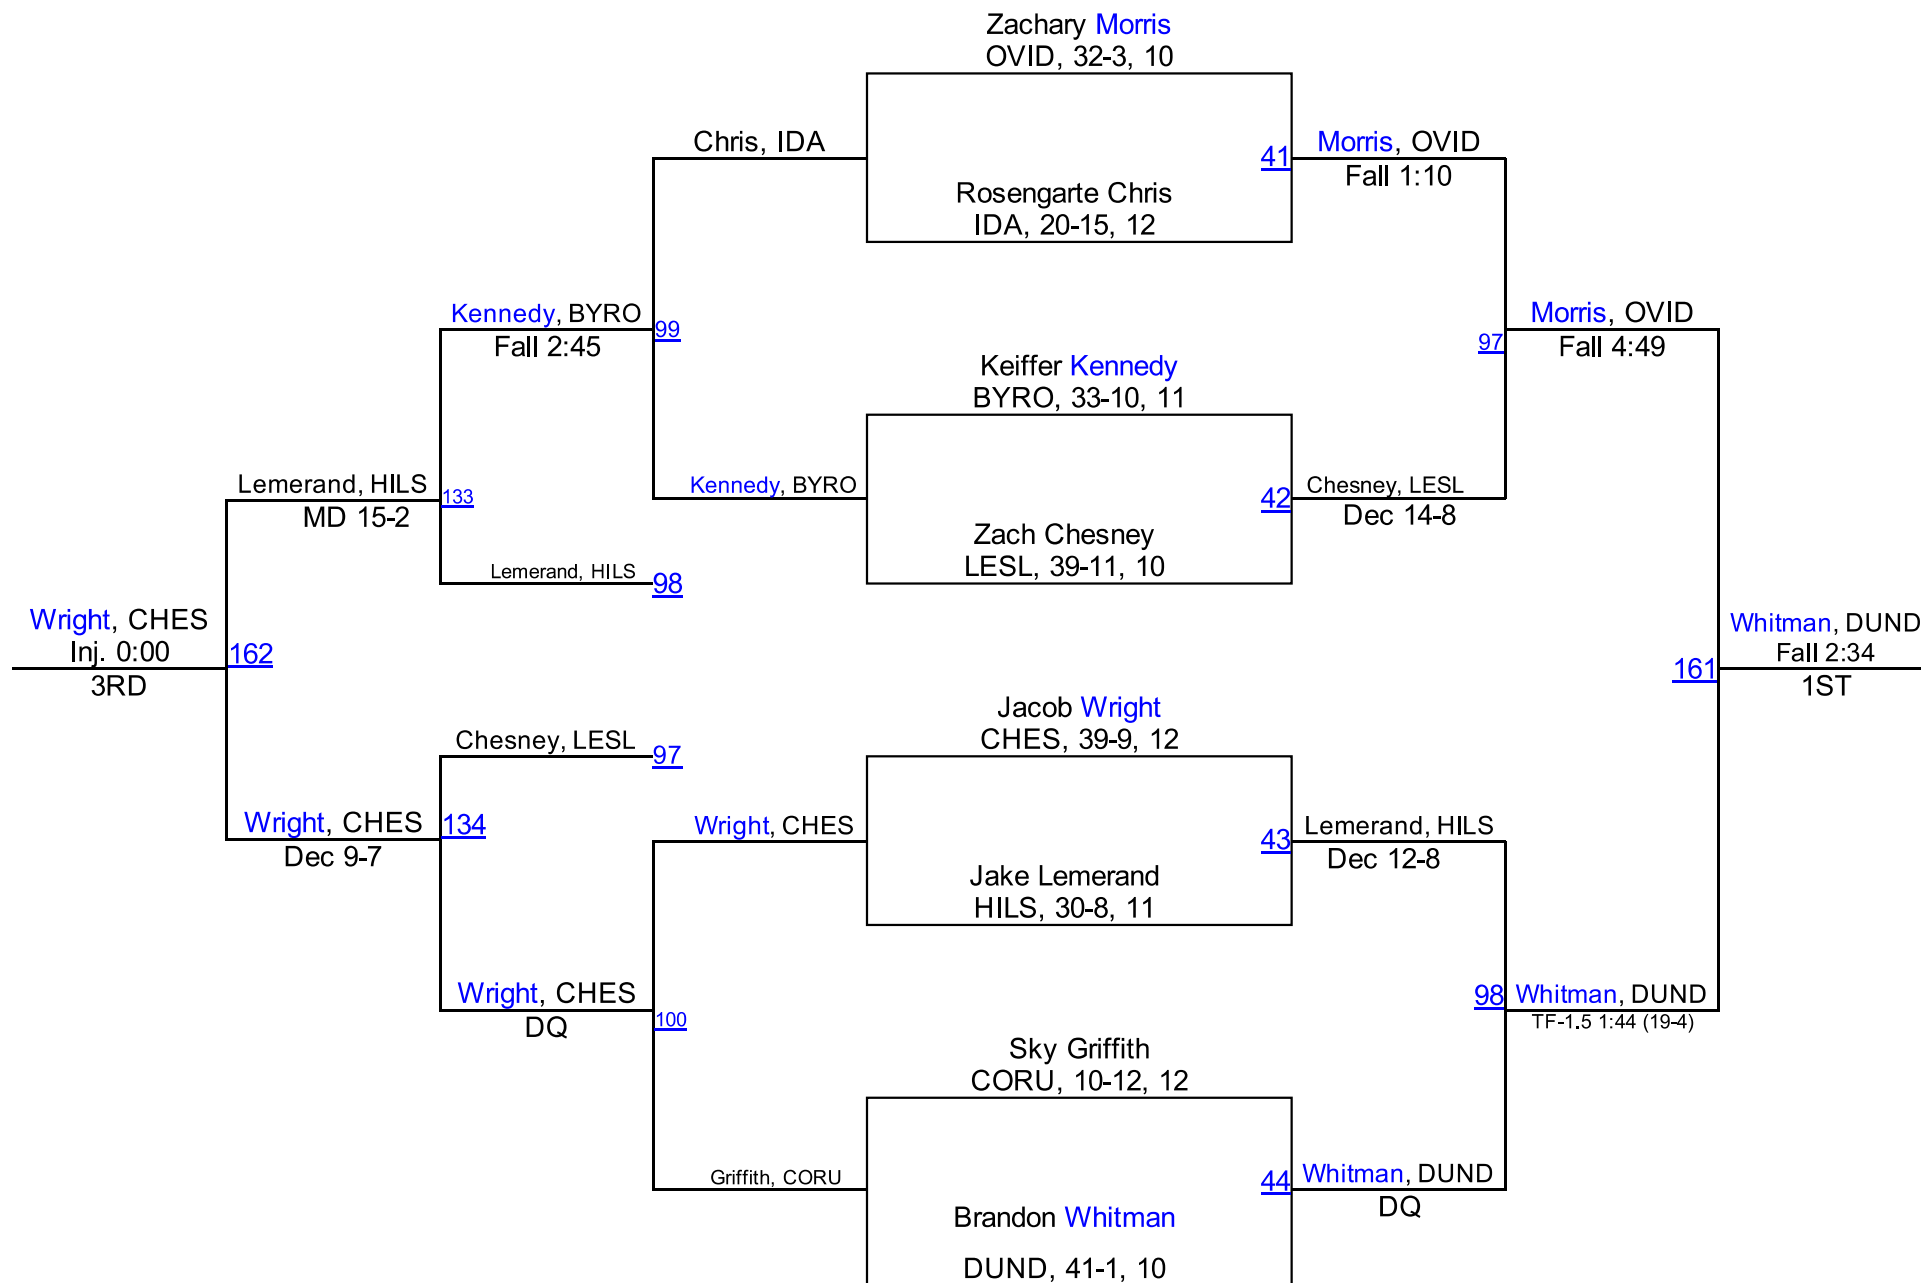 Zachary Morris
OVID, 32-3, 10
Chris, IDA
41
Morris, OVID
Fall 1:10
Rosengarte Chris
IDA, 20-15, 12
Kennedy, BYRO
Fall 2:45
99
97
Morris, OVID
Fall 4:49
Keiffer Kennedy
BYRO, 33-10, 11
Lemerand, HILS
MD 15-2
133
Kennedy, BYRO
42
Chesney, LESL
Dec 14-8
Zach Chesney
LESL, 39-11, 10
Lemerand, HILS
98
Wright, CHES
Inj. 0:00
3RD
162
161
Whitman, DUND
Fall 2:34
1ST
Jacob Wright
CHES, 39-9, 12
Chesney, LESL
97
Wright, CHES
Dec 9-7
134
Wright, CHES
43
Lemerand, HILS
Dec 12-8
Jake Lemerand
HILS, 30-8, 11
Wright, CHES
DQ
100
98
Whitman, DUND
TF-1.5 1:44 (19-4)
Sky Griffith
CORU, 10-12, 12
Griffith, CORU
44
Whitman, DUND
DQ
Brandon Whitman
DUND, 41-1, 10